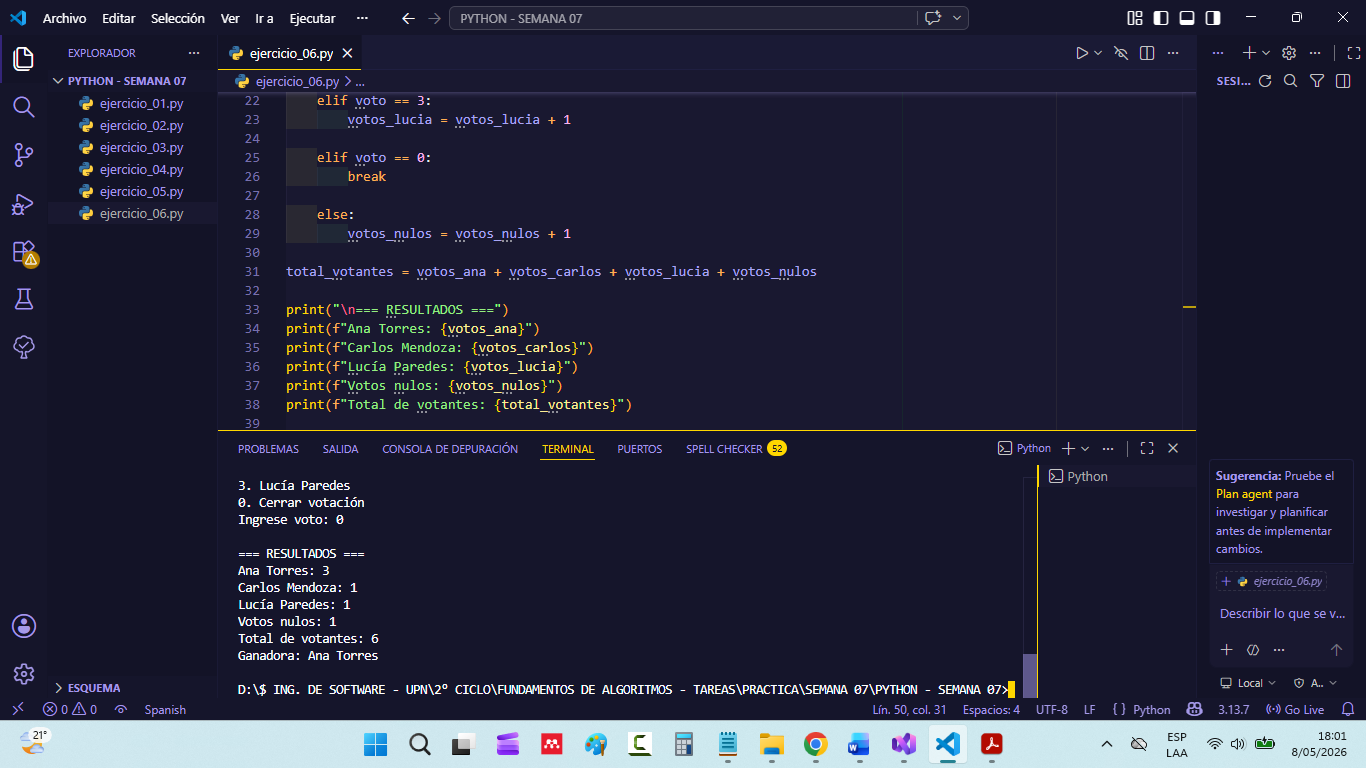 Archivo Editar Selección Ver Ir a Ejecutar ··· PYTHON - SEMANA 07
EXPLORADOR ···
PYTHON - SEMANA 07
ejercicio_01.py
ejercicio_02.py
ejercicio_03.py
ejercicio_04.py
ejercicio_05.py
ejercicio_06.py
ESQUEMA
ejercicio_06.py
ejercicio_06.py > ...
22 elif voto == 3:
23 votos_lucia = votos_lucia + 1
24
25 elif voto == 0:
26 break
27
28 else:
29 votos_nulos = votos_nulos + 1
30
31 total_votantes = votos_ana + votos_carlos + votos_lucia + votos_nulos
32
33 print("\n=== RESULTADOS ===")
34 print(f"Ana Torres: {votos_ana}")
35 print(f"Carlos Mendoza: {votos_carlos}")
36 print(f"Lucía Paredes: {votos_lucia}")
37 print(f"Votos nulos: {votos_nulos}")
38 print(f"Total de votantes: {total_votantes}")
39
PROBLEMAS SALIDA CONSOLA DE DEPURACIÓN TERMINAL PUERTOS SPELL CHECKER 52 Python
Python
3. Lucía Paredes
0. Cerrar votación
Ingrese voto: 0
=== RESULTADOS ===
Ana Torres: 3
Carlos Mendoza: 1
Lucía Paredes: 1
Votos nulos: 1
Total de votantes: 6
Ganadora: Ana Torres
D:\$ ING. DE SOFTWARE - UPN\2º CICLO\FUNDAMENTOS DE ALGORITMOS - TAREAS\PRACTICA\SEMANA 07\PYTHON - SEMANA 07>
SESI...
Sugerencia: Pruebe el
Plan agent para
investigar y planificar
antes de implementar
cambios.
ejercicio_06.py
Describir lo que se v...
Local A..
0 0 Spanish Lín. 50, col. 31 Espacios: 4 UTF-8 LF { } Python 3.13.7 Go Live
21°
ESP
LAA
18:01
8/05/2026